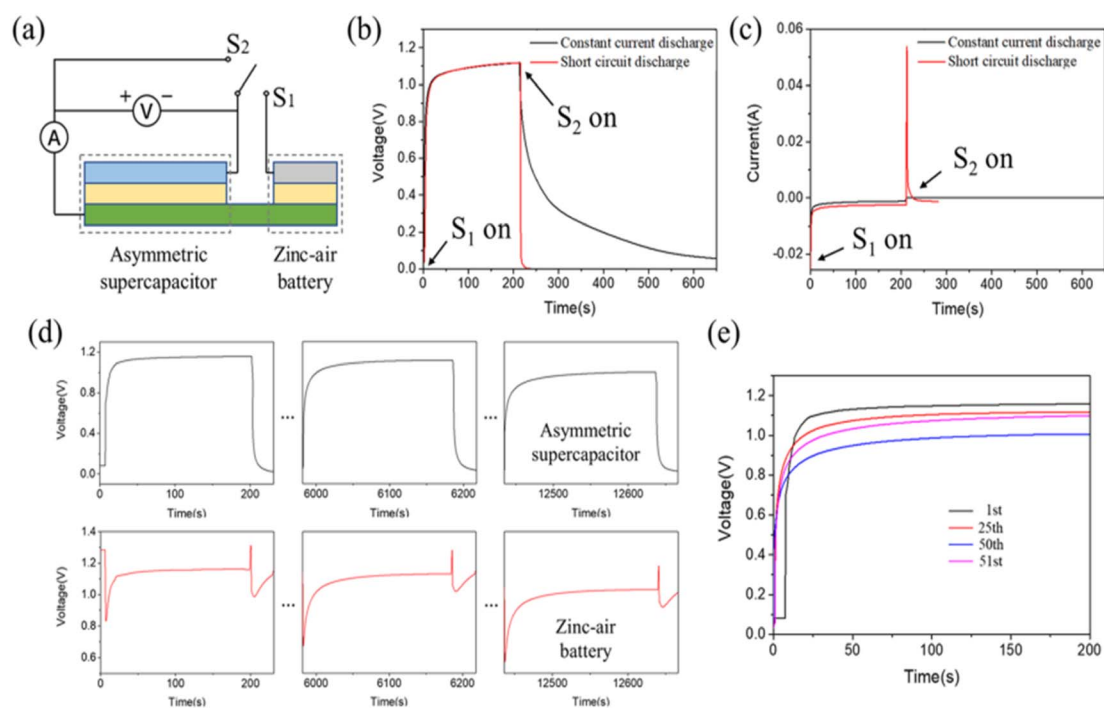 (a)
S2
+ V −
S1
A
Asymmetric
supercapacitor
Zinc-air
battery
(b)
Voltage(V)
1.2
1.0
0.8
0.6
0.4
0.2
0.0
Constant current discharge
Short circuit discharge
S2 on
S1 on
0 100 200 300 400 500 600
Time(s)
(c)
Current(A)
0.06
0.04
0.02
0.00
-0.02
Constant current discharge
Short circuit discharge
S2 on
S1 on
0 100 200 300 400 500 600
Time(s)
(d)
Voltage(V)
1.2
0.8
0.4
0.0
... ...
Asymmetric
supercapacitor
0 100 200
6000 6100 6200
12500 12600
Time(s) Time(s) Time(s)
Voltage(V)
1.4
1.2
1.0
0.8
0.6
... ...
Zinc-air
battery
0 100 200
6000 6100 6200
12500 12600
Time(s) Time(s) Time(s)
(e)
Voltage(V)
1.2
1.0
0.8
0.6
0.4
0.2
0.0
1st
25th
50th
51st
0 50 100 150 200
Time(s)